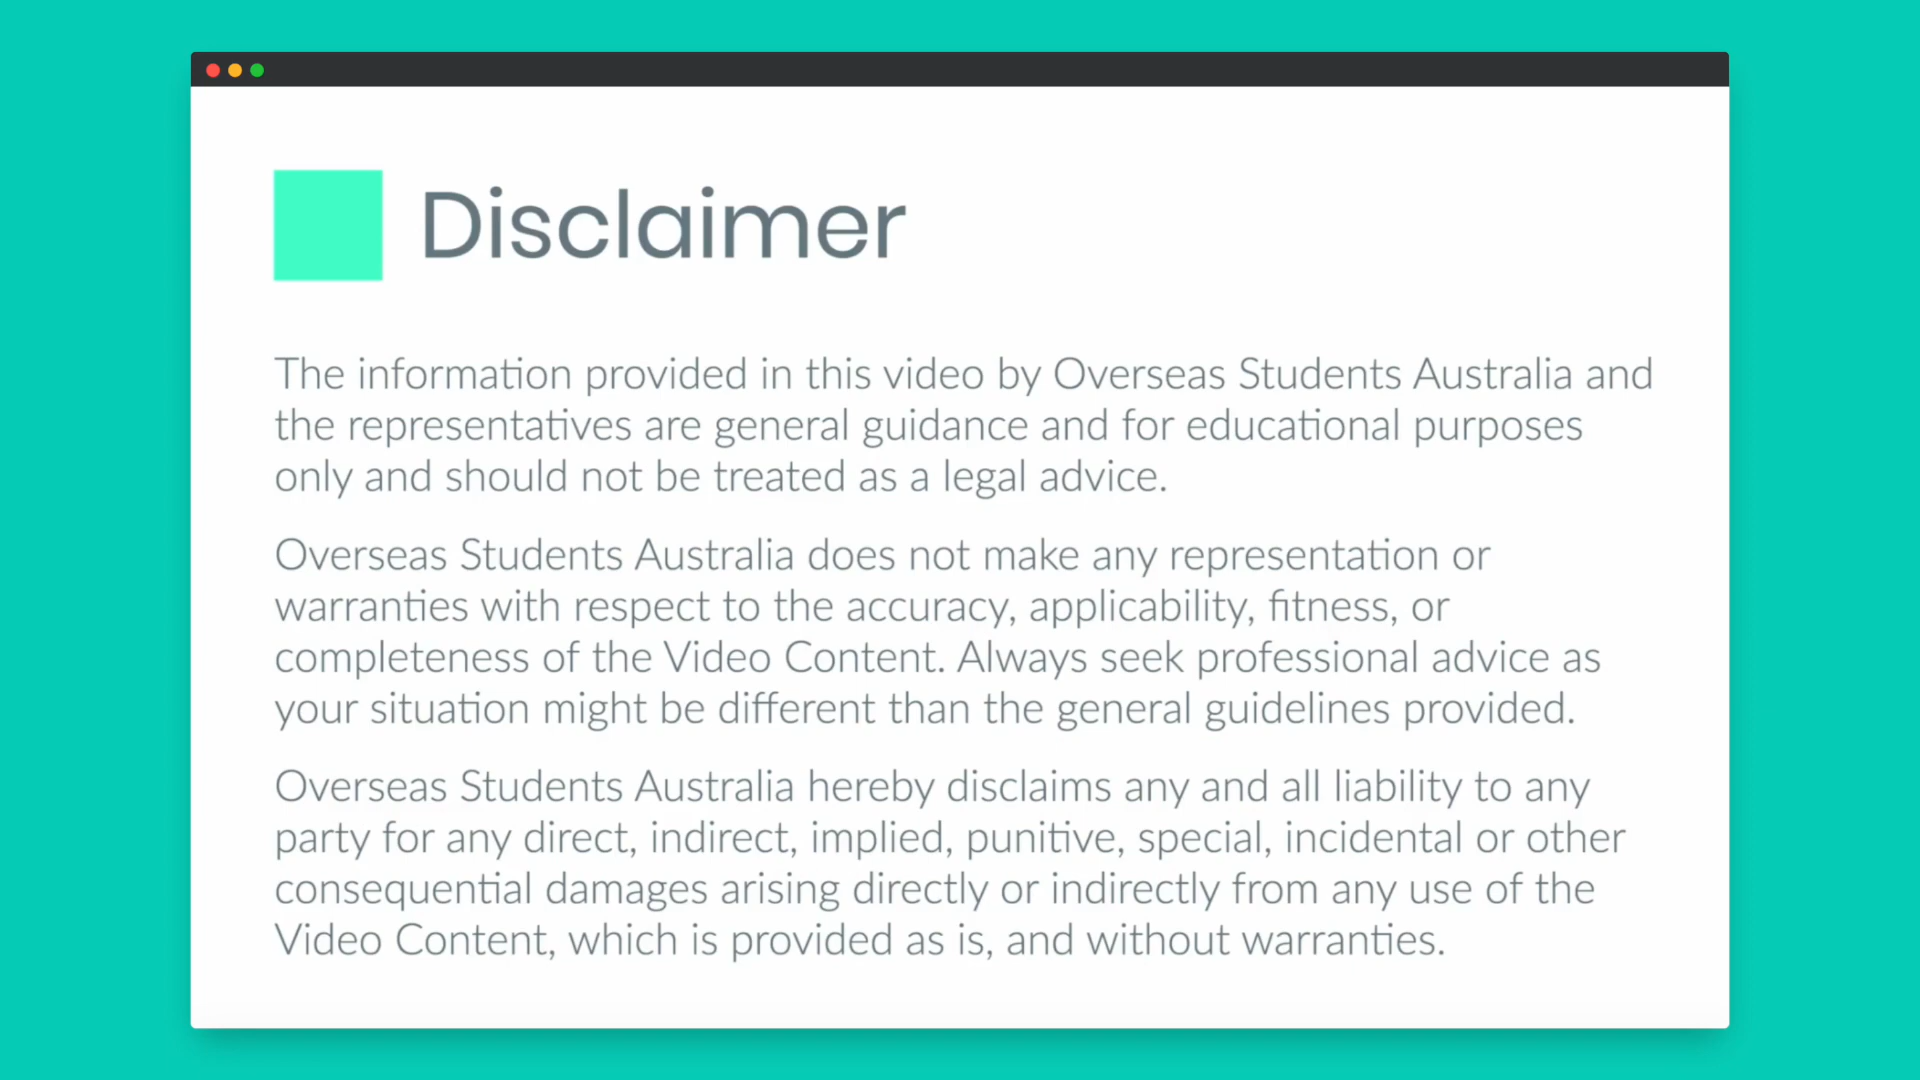 Disclaimer
The information provided in this video by Overseas Students Australia and
the representatives are general guidance and for educational purposes
only and should not be treated as a legal advice.
Overseas Students Australia does not make any representation or
warranties with respect to the accuracy, applicability, fitness, or
completeness of the Video Content. Always seek professional advice as
your situation might be different than the general guidelines provided.
Overseas Students Australia hereby disclaims any and all liability to any
party for any direct, indirect, implied, punitive, special, incidental or other
consequential damages arising directly or indirectly from any use of the
Video Content, which is provided as is, and without warranties.